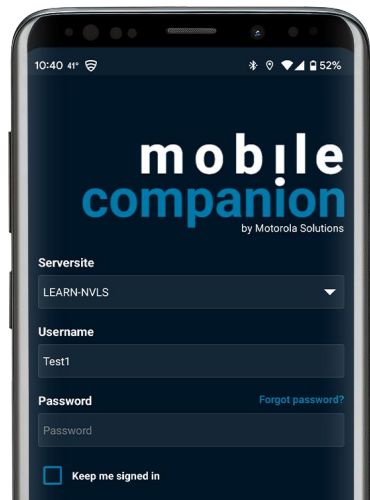 10:40 41° 52%
mobile
companion
by Motorola Solutions
Serversite
LEARN-NVLS
Username
Test1
Password Forgot password?
Password
Keep me signed in